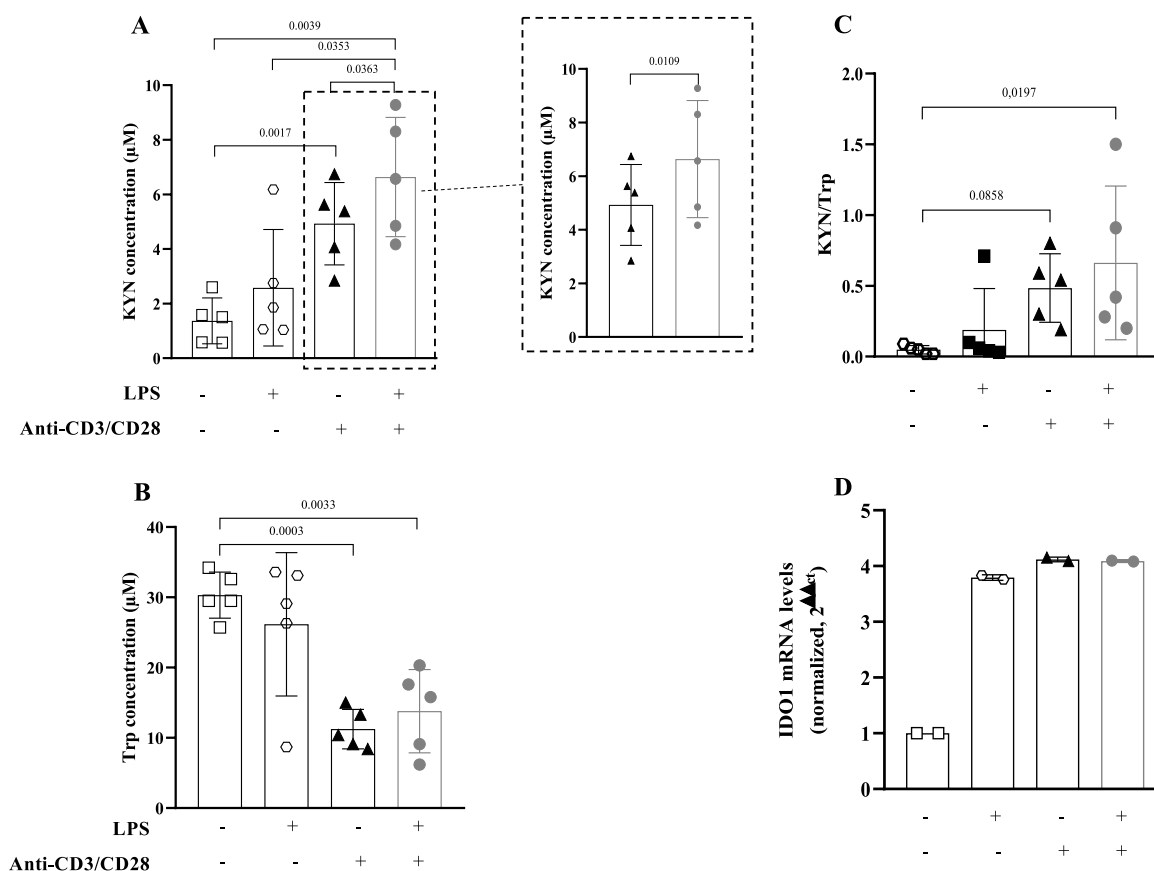 A
0.0039
0.0353
0.0363
0.0017
KYN concentration (μM)
10
8
6
4
2
0
LPS - + - +
Anti-CD3/CD28 - - + +
0.0109
KYN concentration (μM)
10
8
6
4
2
0
C
0,0197
0.0858
KYN/Trp
2.0
1.5
1.0
0.5
0.0
- + - +
- - + +
B
0.0033
0.0003
Trp concentration (μM)
40
30
20
10
0
LPS - + - +
Anti-CD3/CD28 - - + +
D
IDO1 mRNA levels
(normalized, 2▲▲ct)
5
4
3
2
1
0
- + - +
- - + +